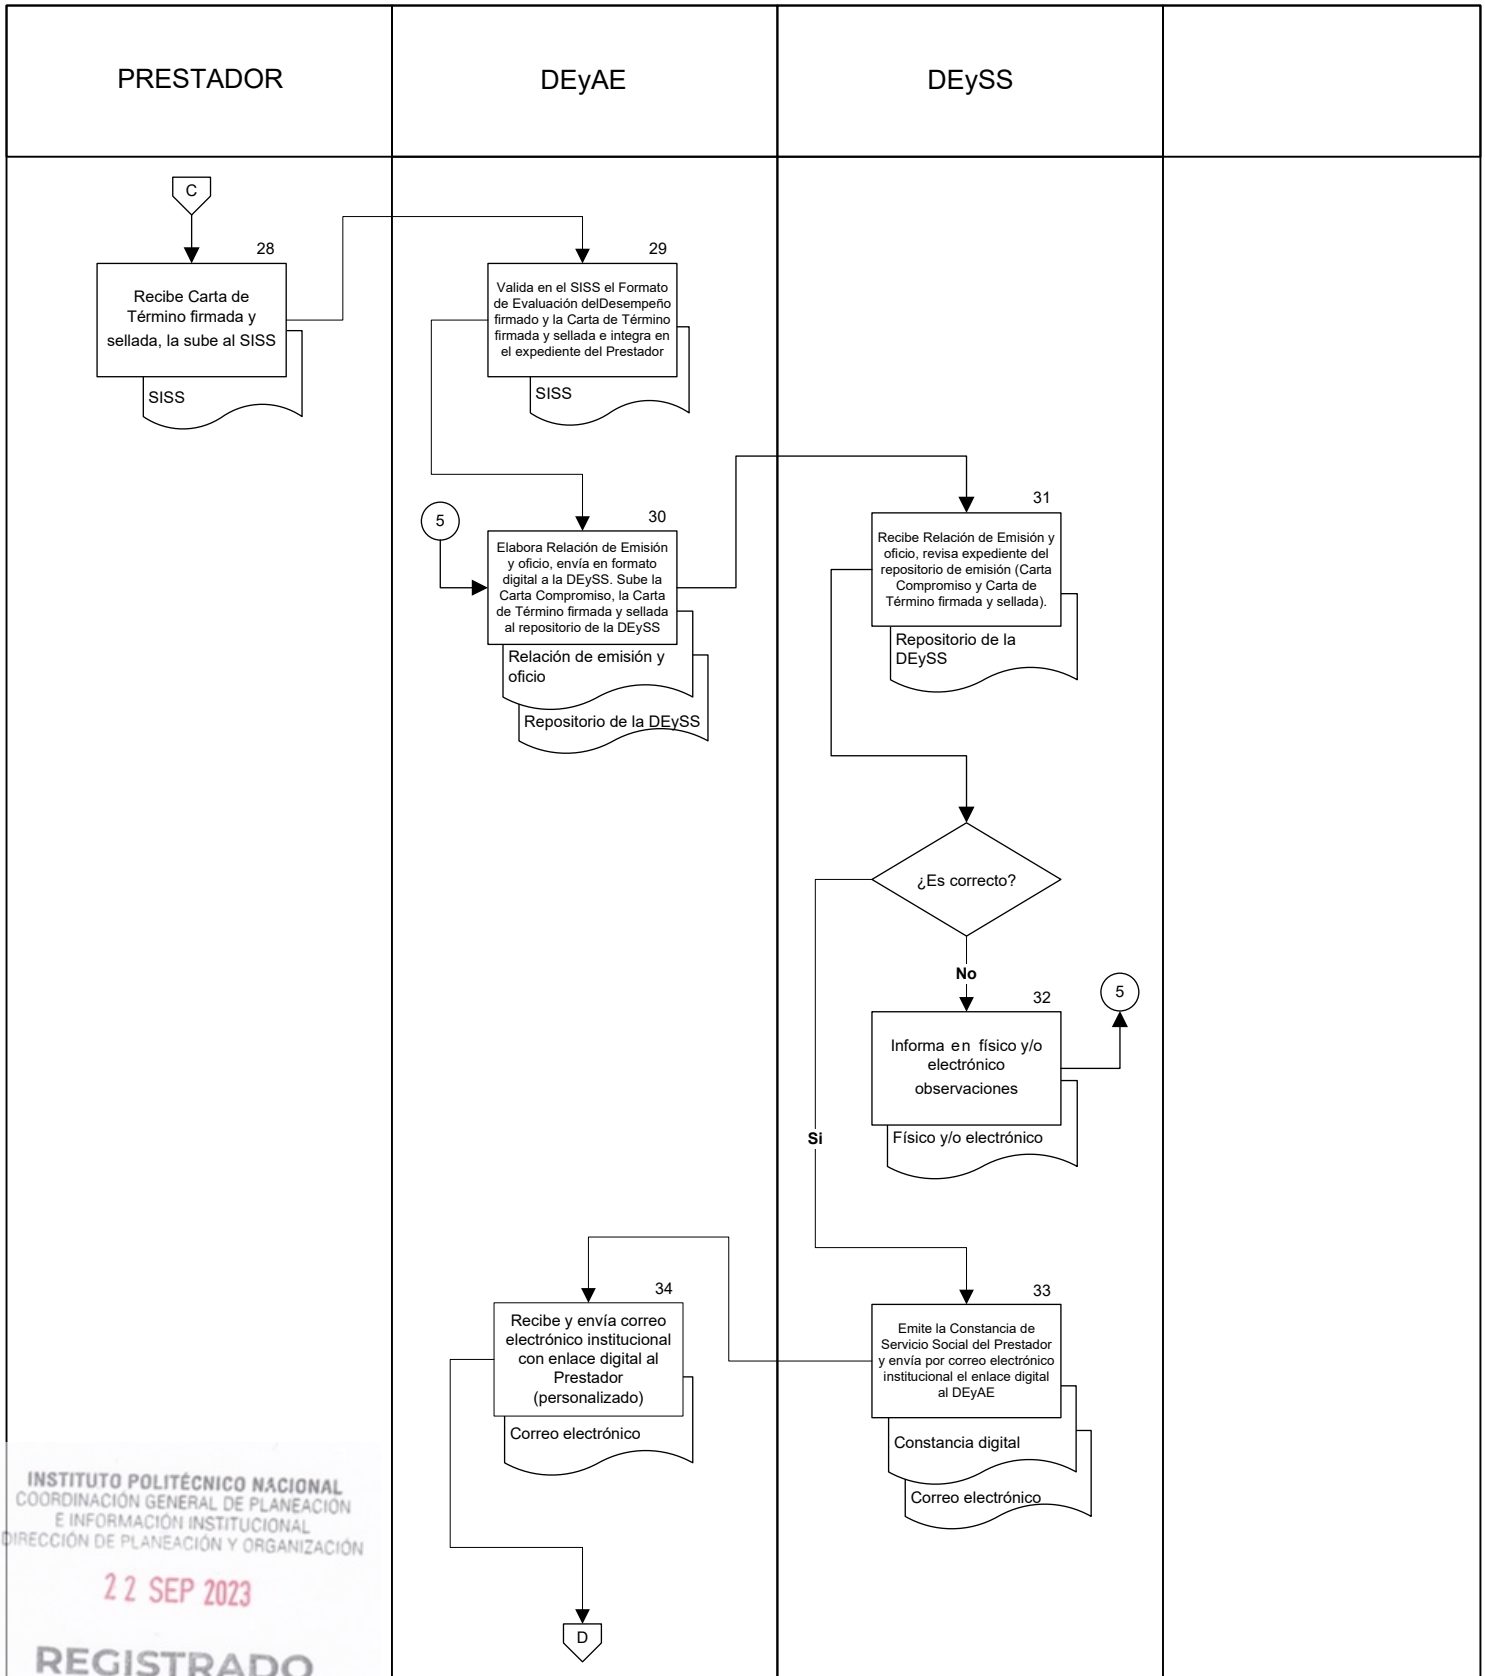 PRESTADOR
DEyAE
DEySS
C
28
Recibe Carta de
Término firmada y
sellada, la sube al SISS
SISS
29
Valida en el SISS el Formato
de Evaluación delDesempeño
firmado y la Carta de Término
firmada y sellada e integra en
el expediente del Prestador
SISS
5
30
Elabora Relación de Emisión
y oficio, envía en formato
digital a la DEySS. Sube la
Carta Compromiso, la Carta
de Término firmada y sellada
al repositorio de la DEySS
Relación de emisión y
oficio
Repositorio de la DEySS
31
Recibe Relación de Emisión y
oficio, revisa expediente del
repositorio de emisión (Carta
Compromiso y Carta de
Término firmada y sellada).
Repositorio de la
DEySS
¿Es correcto?
No
32
5
Informa en físico y/o
electrónico
observaciones
Físico y/o electrónico
Si
33
Emite la Constancia de
Servicio Social del Prestador
y envía por correo electrónico
institucional el enlace digital
al DEyAE
Constancia digital
Correo electrónico
34
Recibe y envía correo
electrónico institucional
con enlace digital al
Prestador
(personalizado)
Correo electrónico
D
INSTITUTO POLITÉCNICO NACIONAL
COORDINACIÓN GENERAL DE PLANEACIÓN
E INFORMACIÓN INSTITUCIONAL
DIRECCIÓN DE PLANEACIÓN Y ORGANIZACIÓN
22 SEP 2023
REGISTRADO